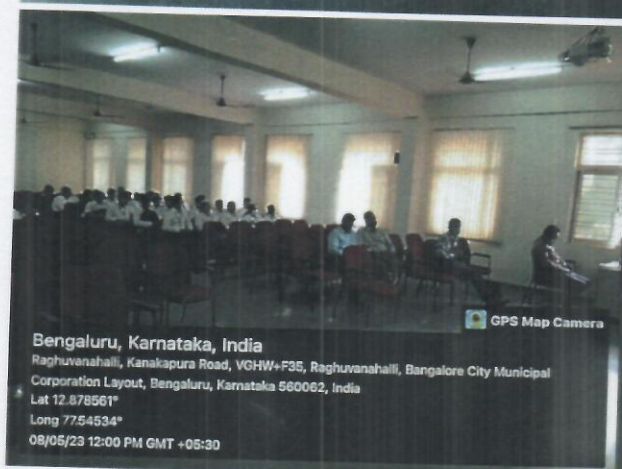 GPS Map Camera
Bengaluru, Karnataka, India
Raghuvanahalli, Kanakapura Road, VGHW+F35, Raghuvanahalli, Bangalore City Municipal
Corporation Layout, Bengaluru, Karnataka 560062, India
Lat 12.878561°
Long 77.54534°
08/05/23 12:00 PM GMT +05:30